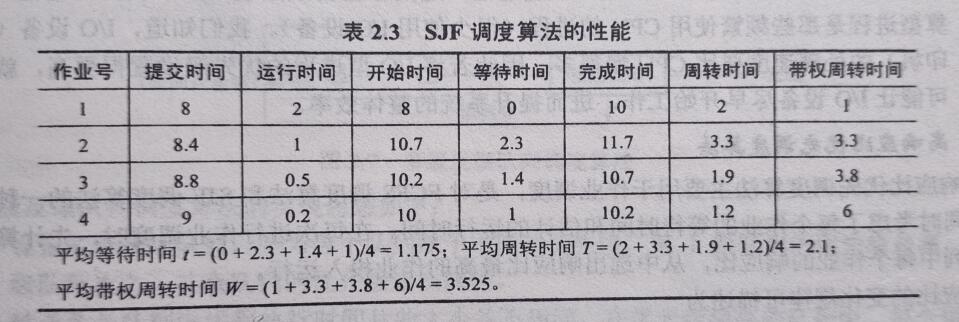 表 2.3 SJF 调度算法的性能
作业号 提交时间 运行时间 开始时间 等待时间 完成时间 周转时间 带权周转时间
1 8 2 8 0 10 2 1
2 8.4 1 10.7 2.3 11.7 3.3 3.3
3 8.8 0.5 10.2 1.4 10.7 1.9 3.8
4 9 0.2 10 1 10.2 1.2 6
平均等待时间 t = (0 + 2.3 + 1.4 + 1)/4 = 1.175；平均周转时间 T = (2 + 3.3 + 1.9 + 1.2)/4 = 2.1；
平均带权周转时间 W = (1 + 3.3 + 3.8 + 6)/4 = 3.525。